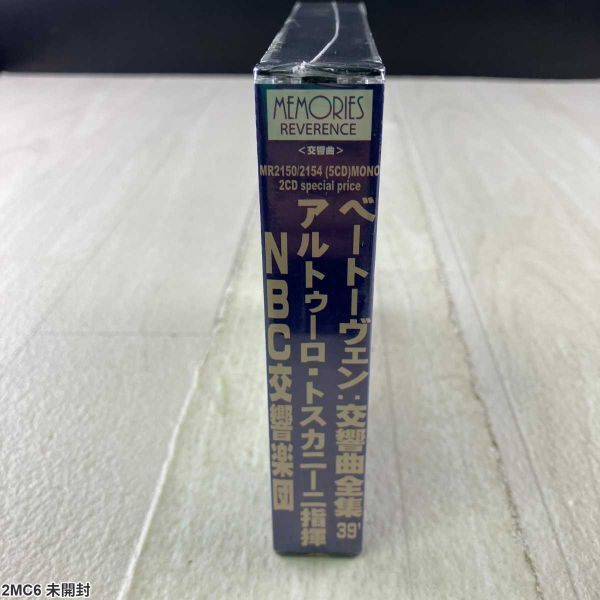 MEMORIES
REVERENCE
<交響曲>
MR2150/2154 (5CD)MONO
2CD special price
ベートーヴェン:交響曲全集 39'
アルトゥーロ・トスカニーニ指揮
NBC交響音楽団
2MC6 未開封